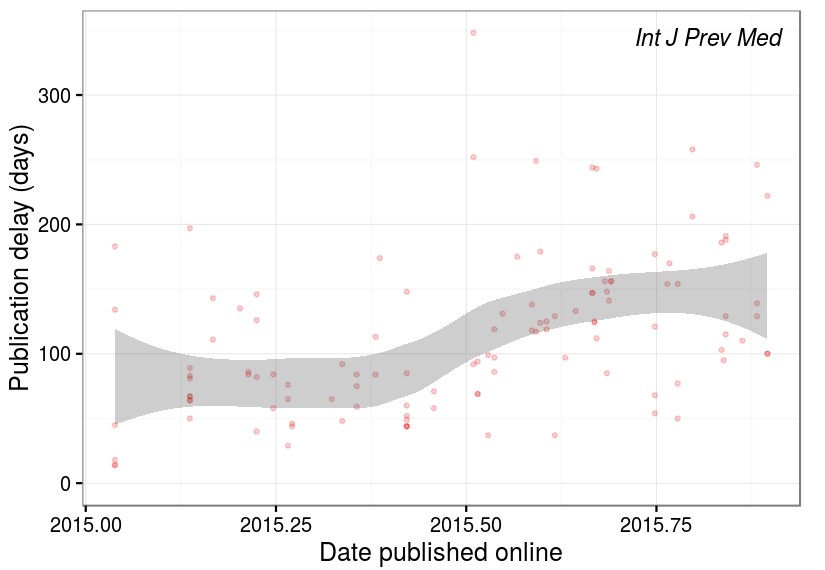 Int J Prev Med
300
200
100
0
Publication delay (days)
2015.00 2015.25 2015.50 2015.75
Date published online